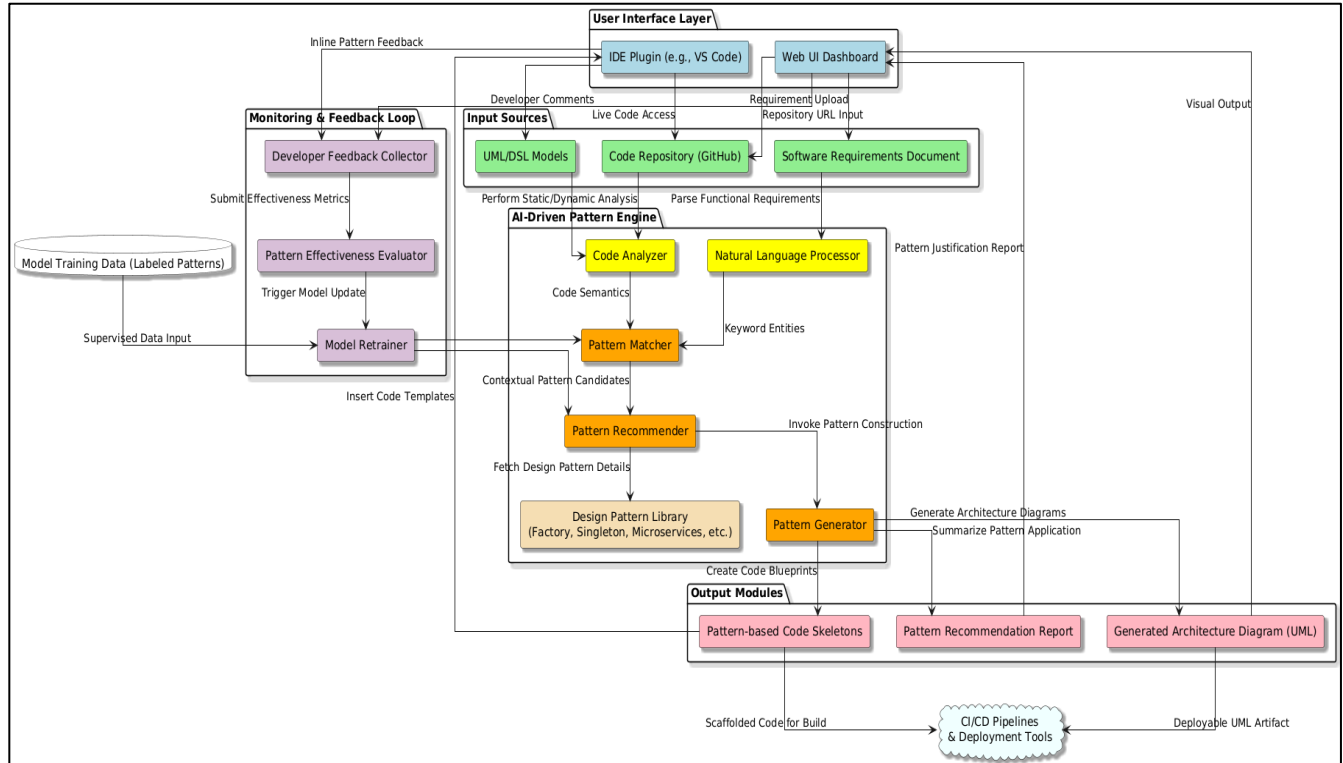 User Interface Layer
Inline Pattern Feedback
IDE Plugin (e.g., VS Code)
Web UI Dashboard
Developer Comments
Requirement Upload
Visual Output
Monitoring & Feedback Loop
Input Sources
Live Code Access
Repository URL Input
Developer Feedback Collector
UML/DSL Models
Code Repository (GitHub)
Software Requirements Document
Submit Effectiveness Metrics
Perform Static/Dynamic Analysis
Parse Functional Requirements
AI-Driven Pattern Engine
Model Training Data (Labeled Patterns)
Pattern Effectiveness Evaluator
Code Analyzer
Natural Language Processor
Pattern Justification Report
Trigger Model Update
Code Semantics
Supervised Data Input
Model Retrainer
Pattern Matcher
Keyword Entities
Contextual Pattern Candidates
Insert Code Templates
Pattern Recommender
Invoke Pattern Construction
Fetch Design Pattern Details
Design Pattern Library
(Factory, Singleton, Microservices, etc.)
Pattern Generator
Generate Architecture Diagrams
Summarize Pattern Application
Create Code Blueprints
Output Modules
Pattern-based Code Skeletons
Pattern Recommendation Report
Generated Architecture Diagram (UML)
Scaffolded Code for Build
CI/CD Pipelines
& Deployment Tools
Deployable UML Artifact